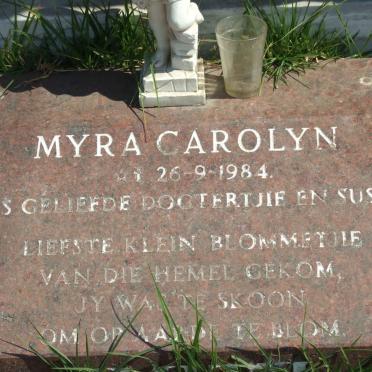 MYRA CAROLYN
26-9-1984.
S GELIEFDE DOGTERTJIE EN SUS
LIEFSTE KLEIN BLOMMETJIE
VAN DIE HEMEL GEKOM,
JY WAS TE SKOON
OM OP AARDE TE BLOM.